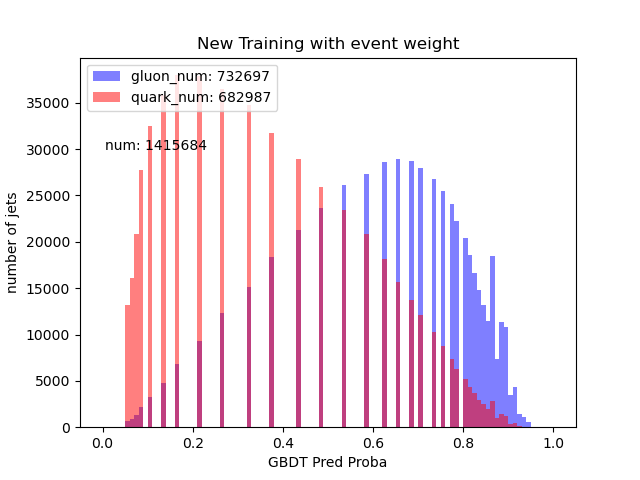 New Training with event weight
gluon_num: 732697
quark_num: 682987
num: 1415684
number of jets
35000
30000
25000
20000
15000
10000
5000
0
0.0 0.2 0.4 0.6 0.8 1.0
GBDT Pred Proba